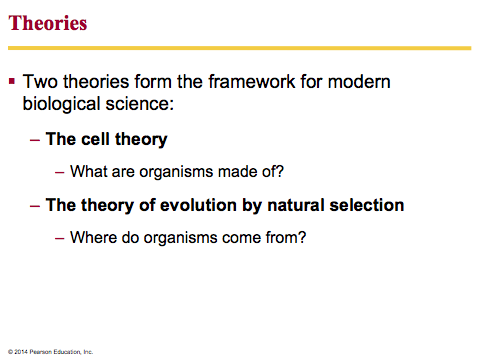 Theories
▪ Two theories form the framework for modern
biological science:
– The cell theory
– What are organisms made of?
– The theory of evolution by natural selection
– Where do organisms come from?
© 2014 Pearson Education, Inc.